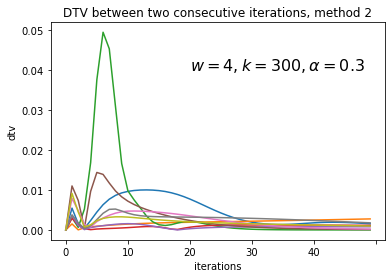 DTV between two consecutive iterations, method 2
w = 4, k = 300, α = 0.3
dtv
0.05
0.04
0.03
0.02
0.01
0.00
0 10 20 30 40
iterations